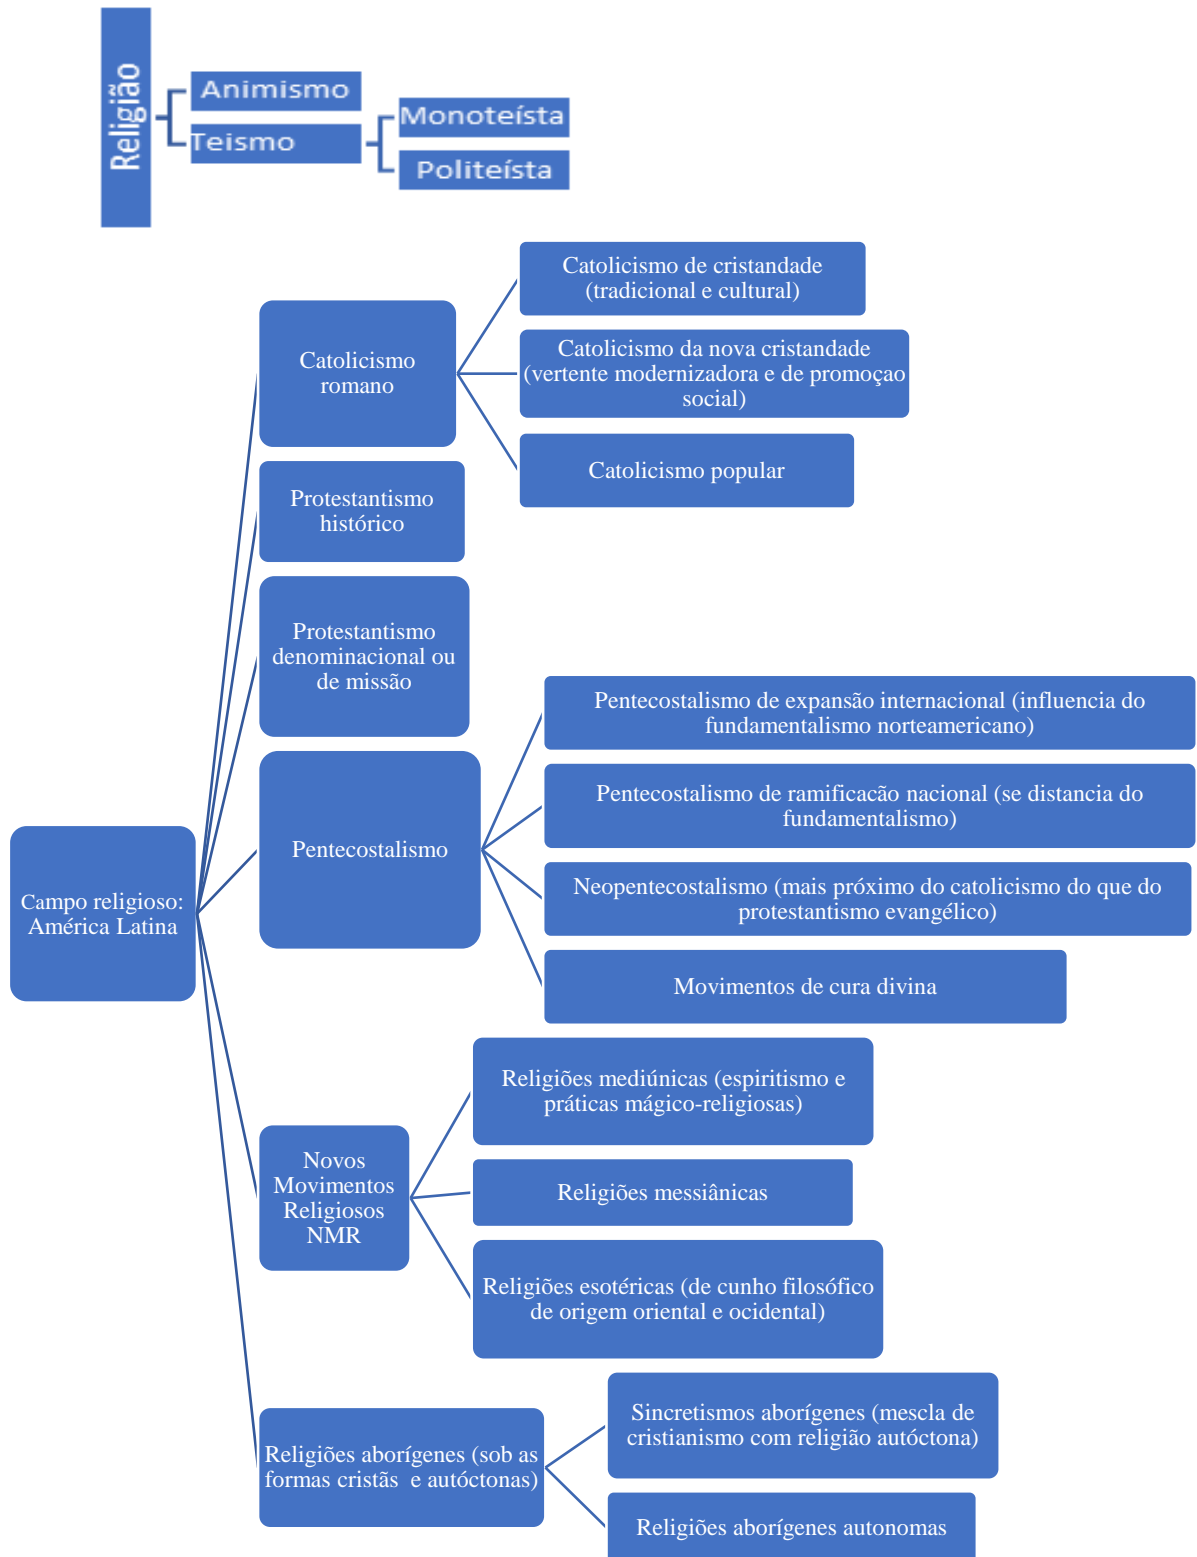 Religião
Animismo
Teismo
Monoteísta
Politeísta
Campo religioso:
América Latina
Catolicismo
romano
Catolicismo de cristandade
(tradicional e cultural)
Catolicismo da nova cristandade
(vertente modernizadora e de promoçao
social)
Catolicismo popular
Protestantismo
histórico
Protestantismo
denominacional ou
de missão
Pentecostalismo
Pentecostalismo de expansão internacional (influencia do
fundamentalismo norteamericano)
Pentecostalismo de ramificacão nacional (se distancia do
fundamentalismo)
Neopentecostalismo (mais próximo do catolicismo do que do
protestantismo evangélico)
Movimentos de cura divina
Novos
Movimentos
Religiosos
NMR
Religiões mediúnicas (espiritismo e
práticas mágico-religiosas)
Religiões messiânicas
Religiões esotéricas (de cunho filosófico
de origem oriental e ocidental)
Religiões aborígenes (sob as
formas cristãs e autóctonas)
Sincretismos aborígenes (mescla de
cristianismo com religião autóctona)
Religiões aborígenes autonomas